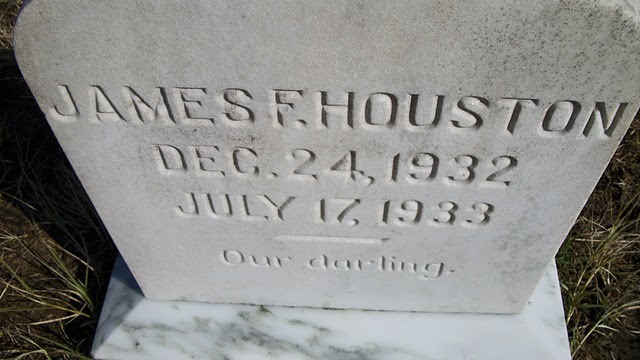 JAMES F. HOUSTON
DEC. 24, 1932
JULY 17, 1933
Our darling.